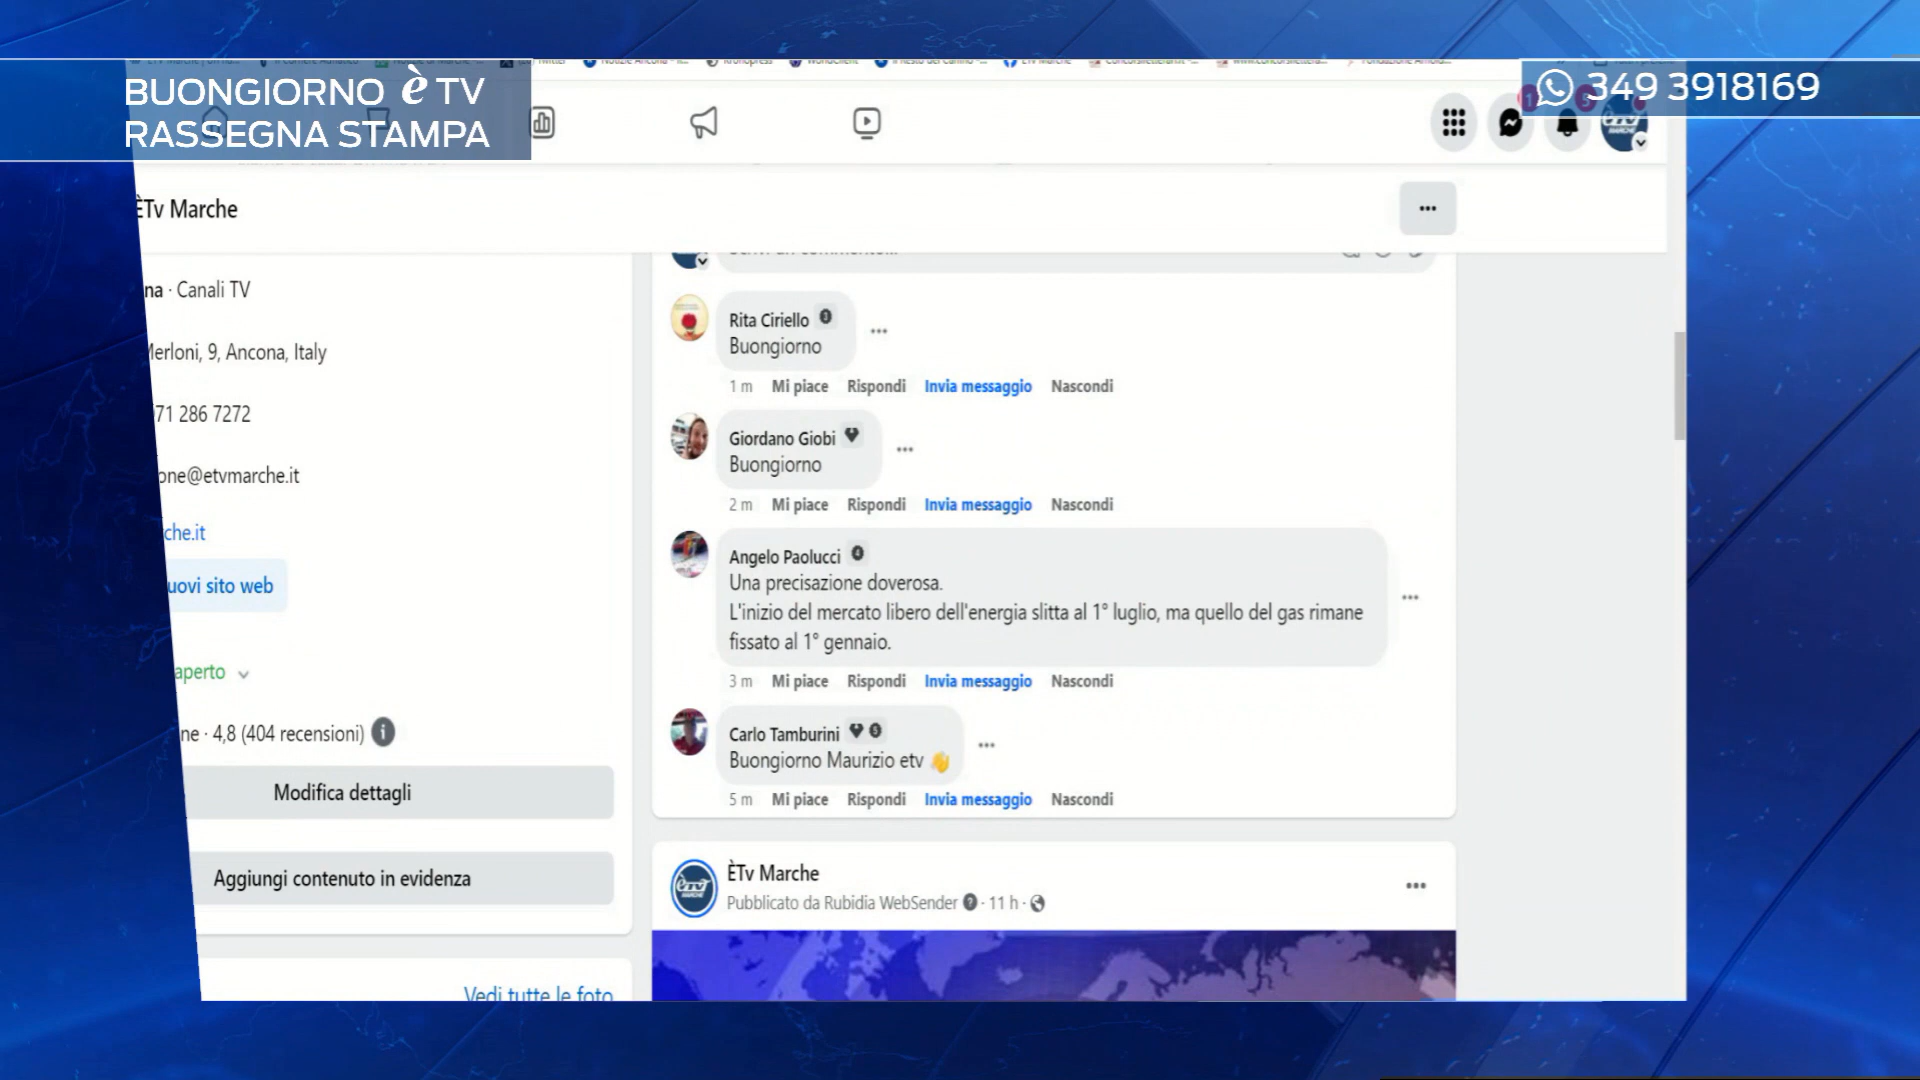 BUONGIORNO è TV
RASSEGNA STAMPA
349 3918169
ÈTv Marche
na · Canali TV
Merloni, 9, Ancona, Italy
71 286 7272
one@etvmarche.it
che.it
uovi sito web
aperto
ne · 4,8 (404 recensioni)
Modifica dettagli
Aggiungi contenuto in evidenza
Vedi tutte le foto
Rita Ciriello
Buongiorno
1 m Mi piace Rispondi Invia messaggio Nascondi
Giordano Giobi
Buongiorno
2 m Mi piace Rispondi Invia messaggio Nascondi
Angelo Paolucci
Una precisazione doverosa.
L'inizio del mercato libero dell'energia slitta al 1° luglio, ma quello del gas rimane
fissato al 1° gennaio.
3 m Mi piace Rispondi Invia messaggio Nascondi
Carlo Tamburini
Buongiorno Maurizio etv 👋
5 m Mi piace Rispondi Invia messaggio Nascondi
ÈTv Marche
Pubblicato da Rubidia WebSender · 11 h ·